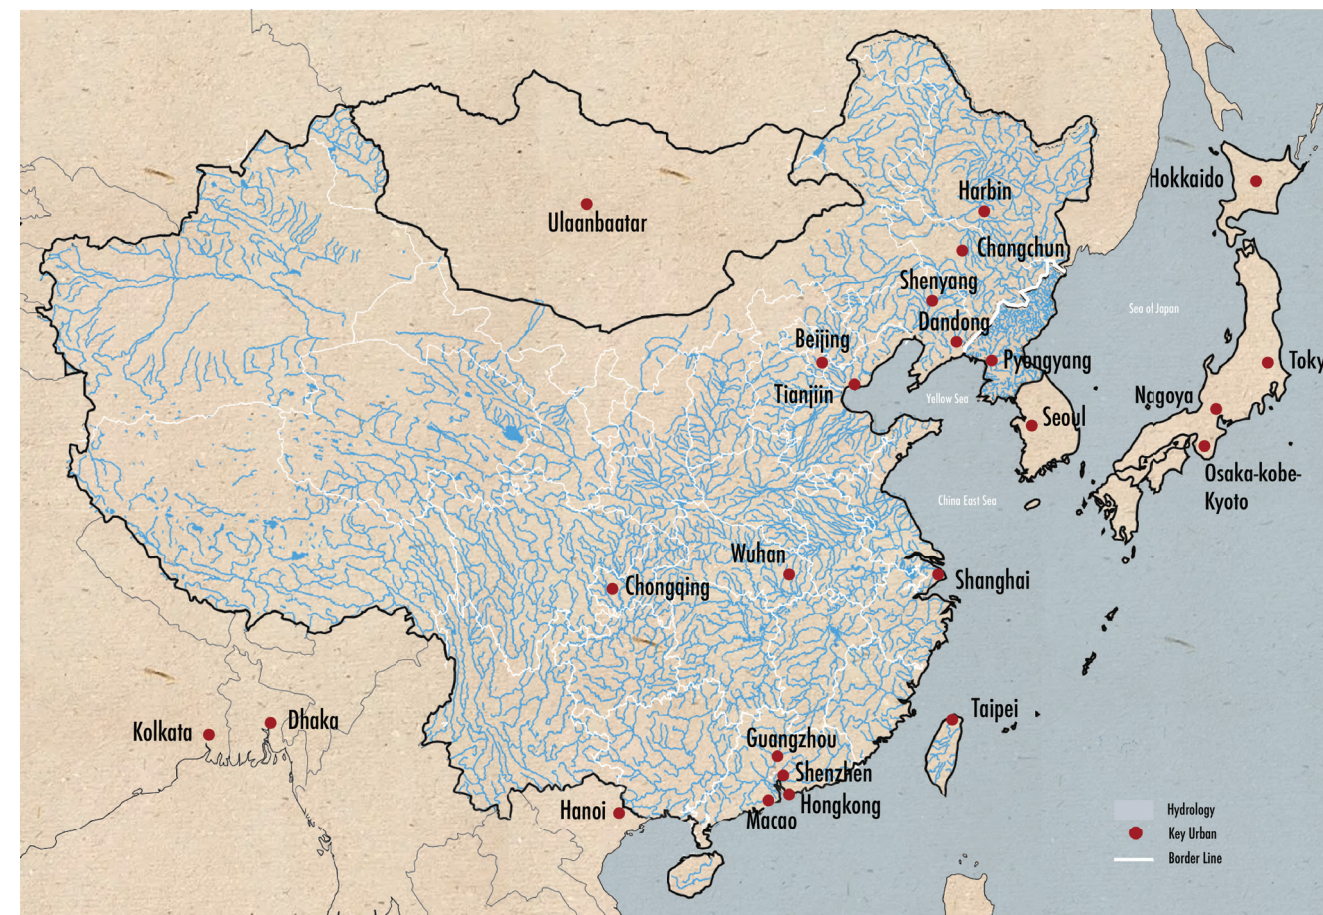 Hokkaido
Harbin
Ulaanbaatar
Changchun
Shenyang
Sea of Japan
Dandong
Beijing
Pyongyang
Toky
Tianjiin
Yellow Sea
Nagoya
Seoul
Osaka-kobe-
Kyoto
China East Sea
Wuhan
Chongqing
Shanghai
Taipei
Dhaka
Kolkata
Guangzhou
Shenzhen
Hanoi
Hongkong
Macao
Hydrology
Key Urban
Border Line